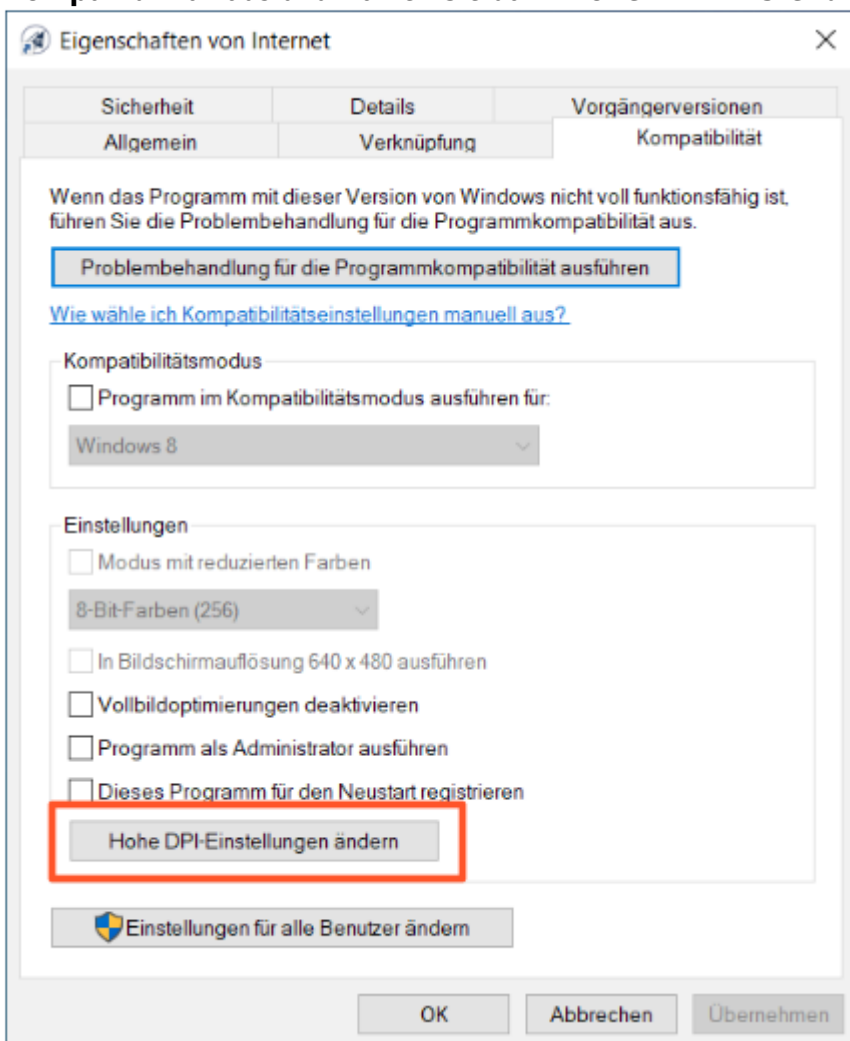 Eigenschaften von Internet
Sicherheit Details Vorgängerversionen
Allgemein Verknüpfung Kompatibilität
Wenn das Programm mit dieser Version von Windows nicht voll funktionsfähig ist,
führen Sie die Problembehandlung für die Programmkompatibilität aus.
Problembehandlung für die Programmkompatibilität ausführen
Wie wähle ich Kompatibilitätseinstellungen manuell aus?
Kompatibilitätsmodus
Programm im Kompatibilitätsmodus ausführen für:
Windows 8
Einstellungen
Modus mit reduzierten Farben
8-Bit-Farben (256)
In Bildschirmauflösung 640 x 480 ausführen
Vollbildoptimierungen deaktivieren
Programm als Administrator ausführen
Dieses Programm für den Neustart registrieren
Hohe DPI-Einstellungen ändern
Einstellungen für alle Benutzer ändern
OK Abbrechen Übernehmen